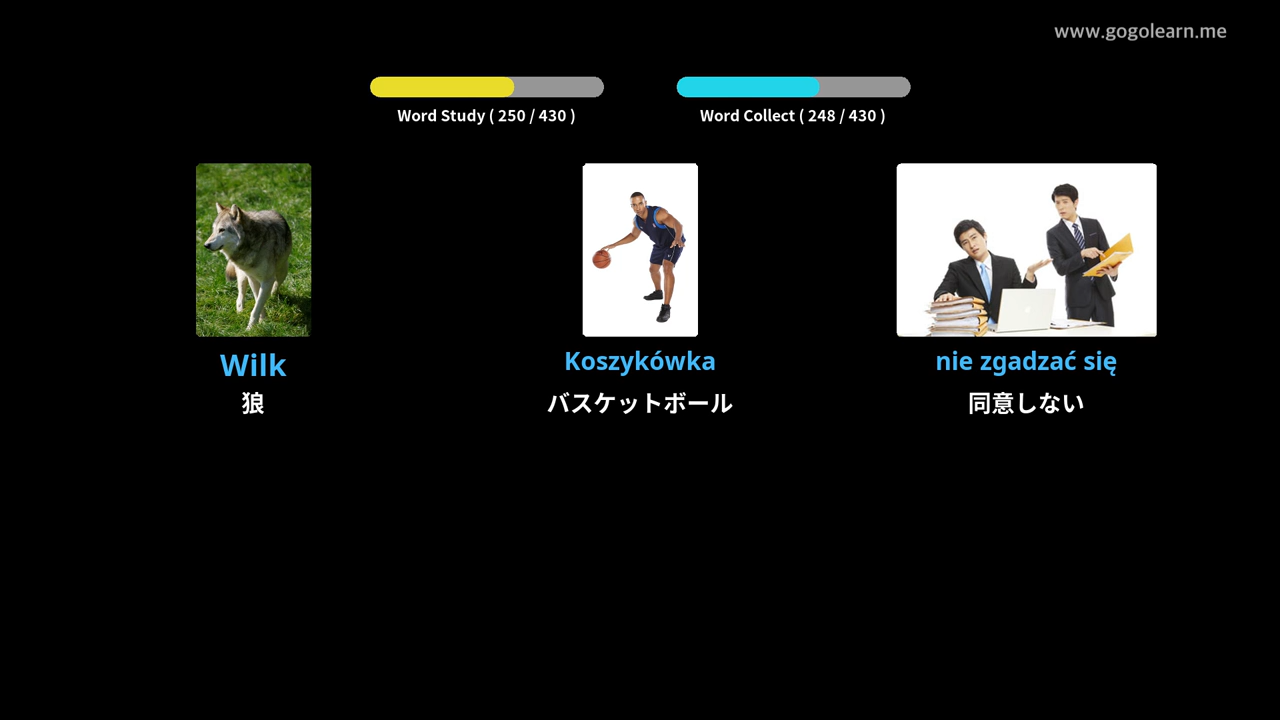 www.gogolearn.me
Word Study ( 250 / 430 )
Word Collect ( 248 / 430 )
Wilk
狼
Koszykówka
バスケットボール
nie zgadzać się
同意しない